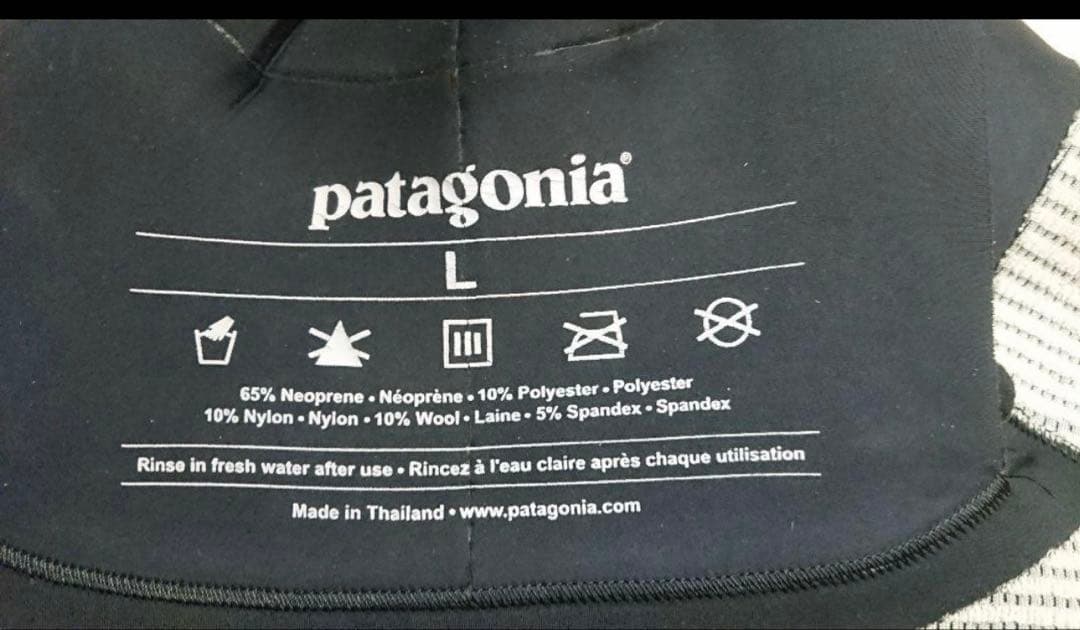 patagonia®
L
65% Neoprene • Néoprène • 10% Polyester • Polyester
10% Nylon • Nylon • 10% Wool • Laine • 5% Spandex • Spandex
Rinse in fresh water after use • Rincez à l'eau claire après chaque utilisation
Made in Thailand • www.patagonia.com